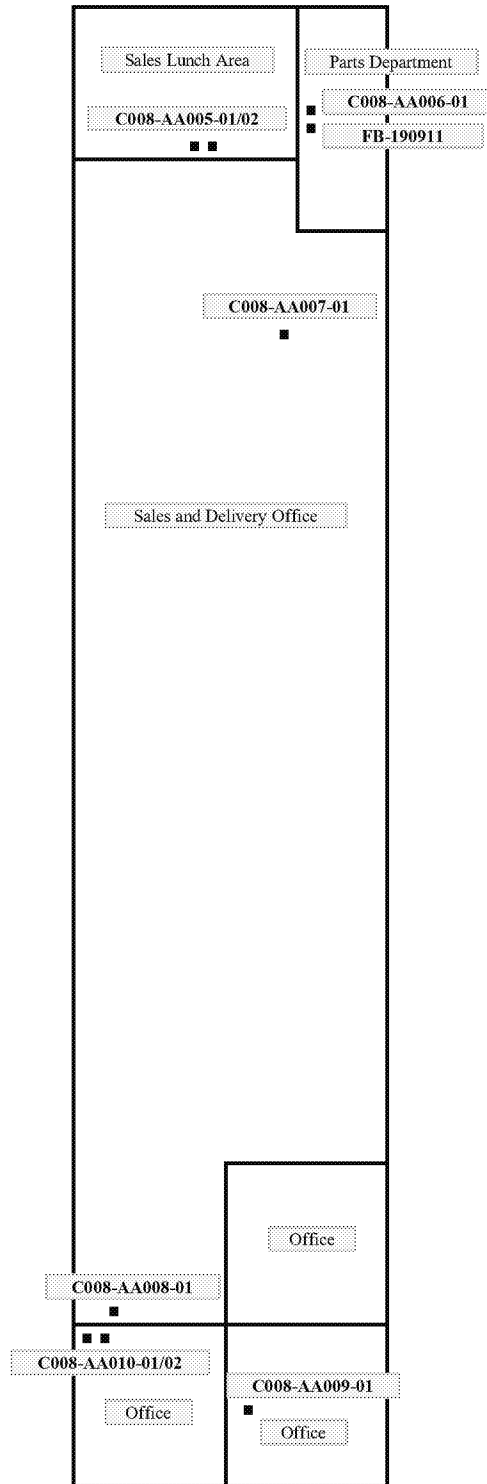 Sales Lunch Area
Parts Department
C008-AA005-01/02
C008-AA006-01
FB-190911
C008-AA007-01
Sales and Delivery Office
Office
C008-AA008-01
C008-AA010-01/02
C008-AA009-01
Office
Office